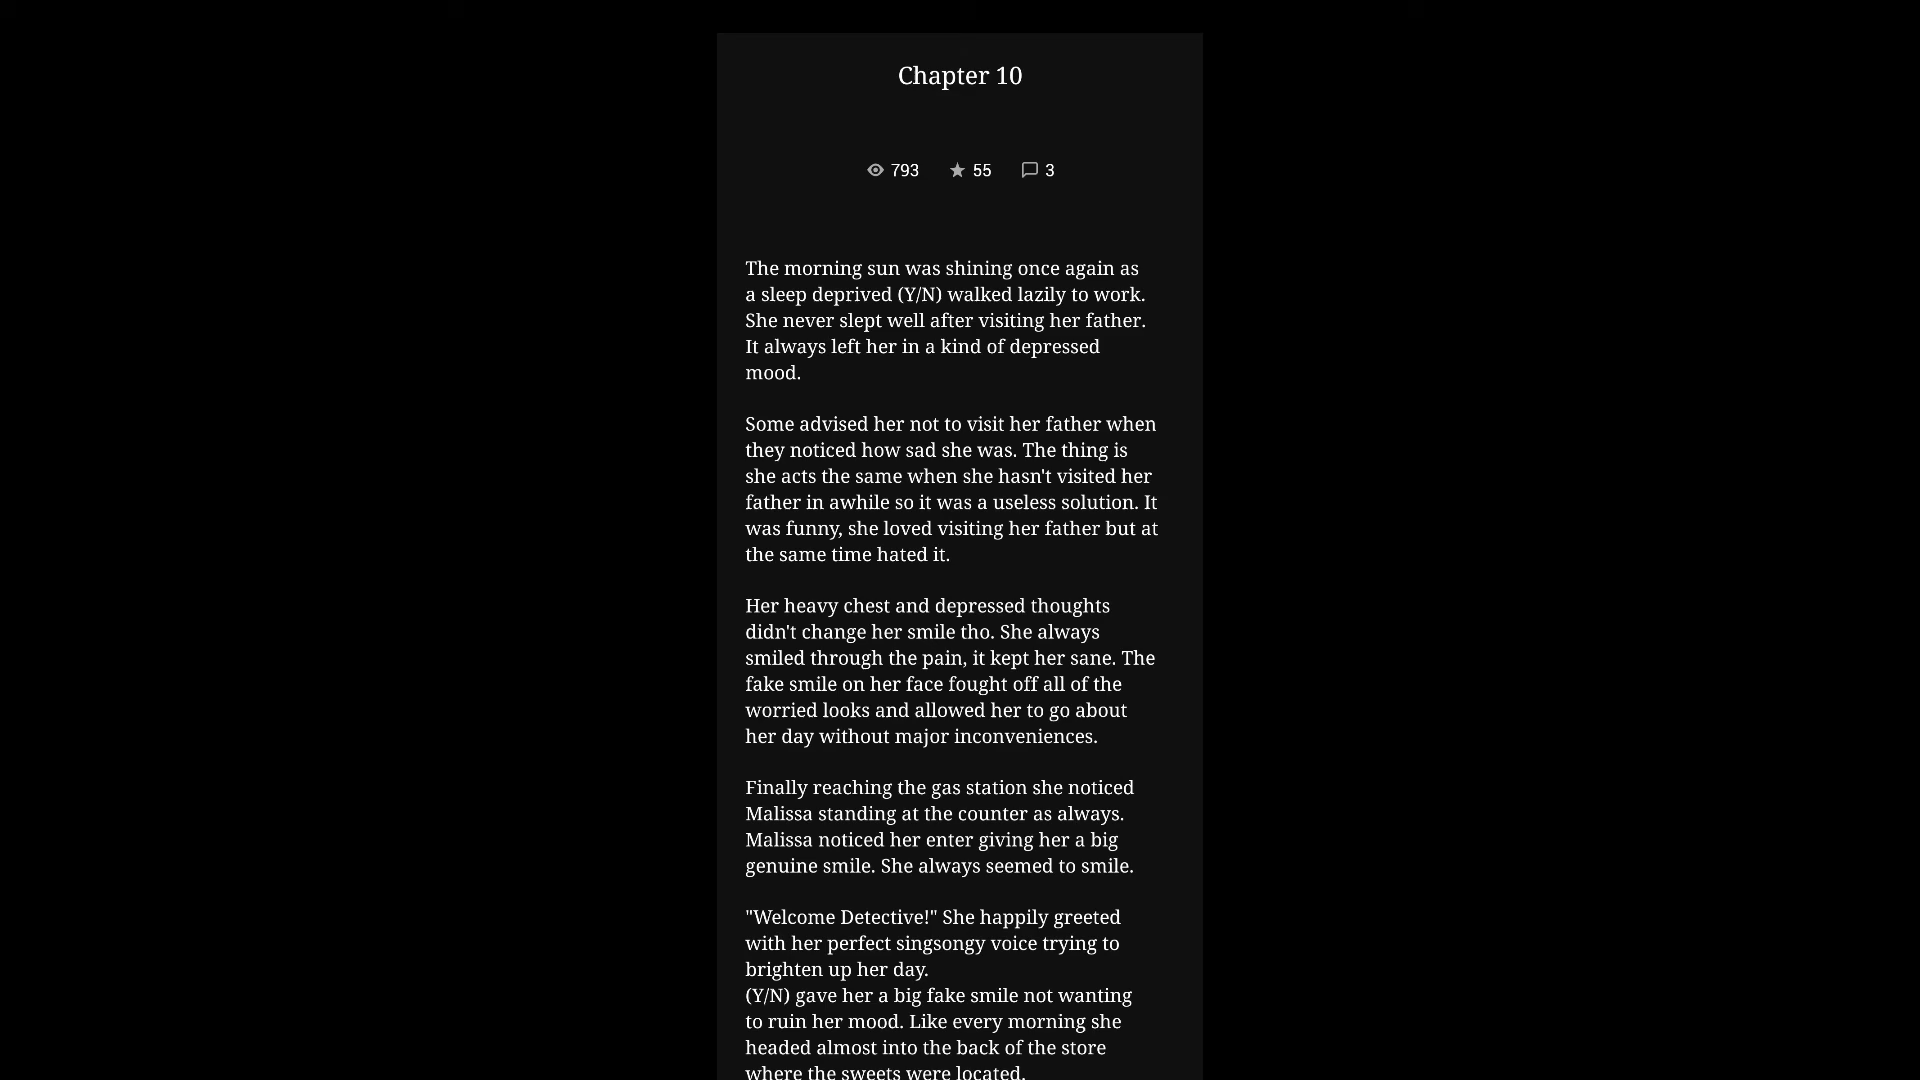 Chapter 10
793 55 3
The morning sun was shining once again as
a sleep deprived (Y/N) walked lazily to work.
She never slept well after visiting her father.
It always left her in a kind of depressed
mood.
Some advised her not to visit her father when
they noticed how sad she was. The thing is
she acts the same when she hasn't visited her
father in awhile so it was a useless solution. It
was funny, she loved visiting her father but at
the same time hated it.
Her heavy chest and depressed thoughts
didn't change her smile tho. She always
smiled through the pain, it kept her sane. The
fake smile on her face fought off all of the
worried looks and allowed her to go about
her day without major inconveniences.
Finally reaching the gas station she noticed
Malissa standing at the counter as always.
Malissa noticed her enter giving her a big
genuine smile. She always seemed to smile.
"Welcome Detective!" She happily greeted
with her perfect singsongy voice trying to
brighten up her day.
(Y/N) gave her a big fake smile not wanting
to ruin her mood. Like every morning she
headed almost into the back of the store
where the sweets were located.